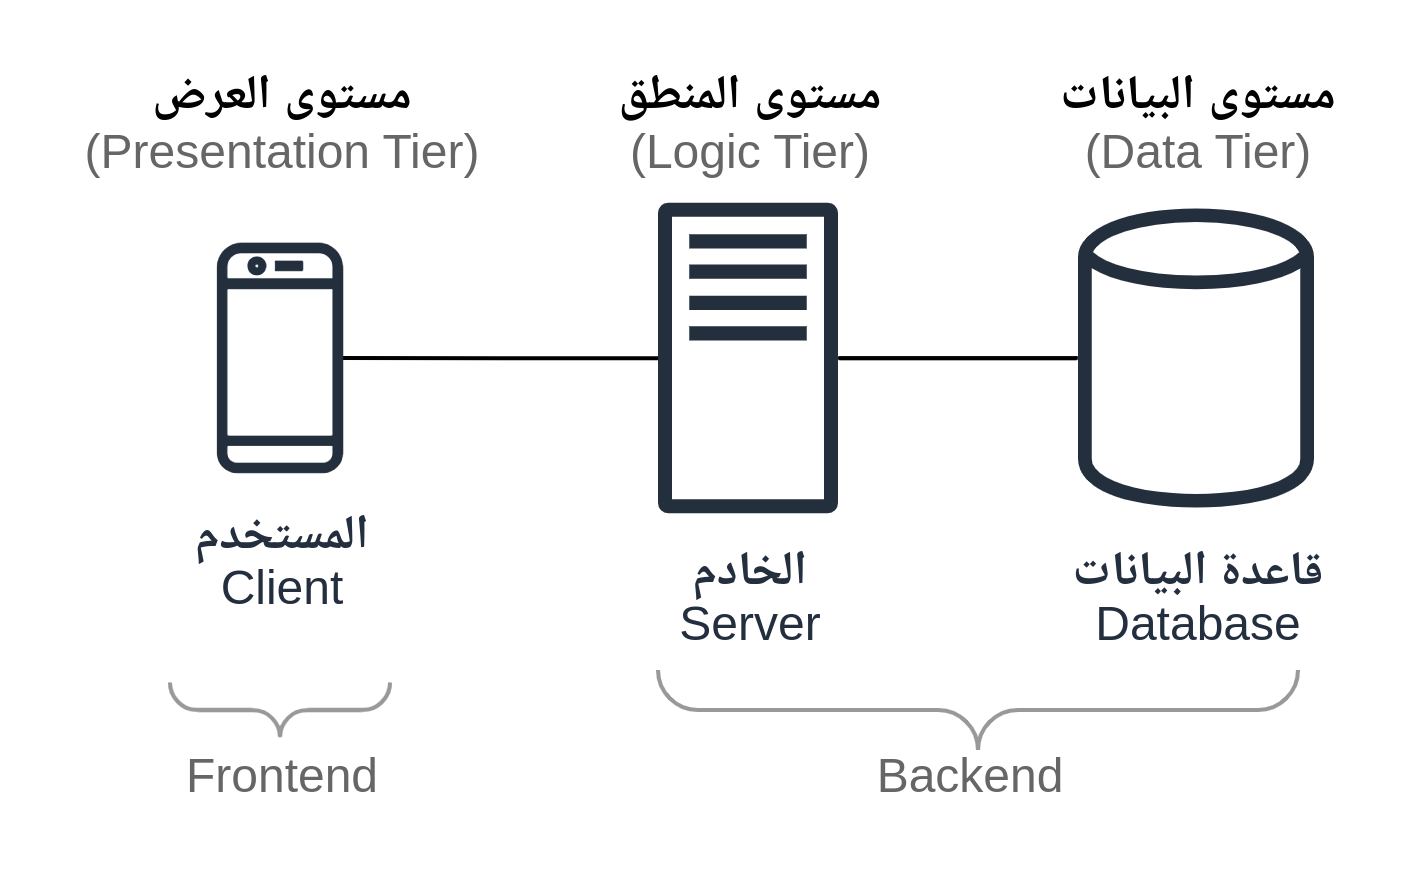 مستوى العرض
(Presentation Tier)
مستوى المنطق
(Logic Tier)
مستوى البيانات
(Data Tier)
المستخدم
Client
الخادم
Server
قاعدة البيانات
Database
Frontend
Backend